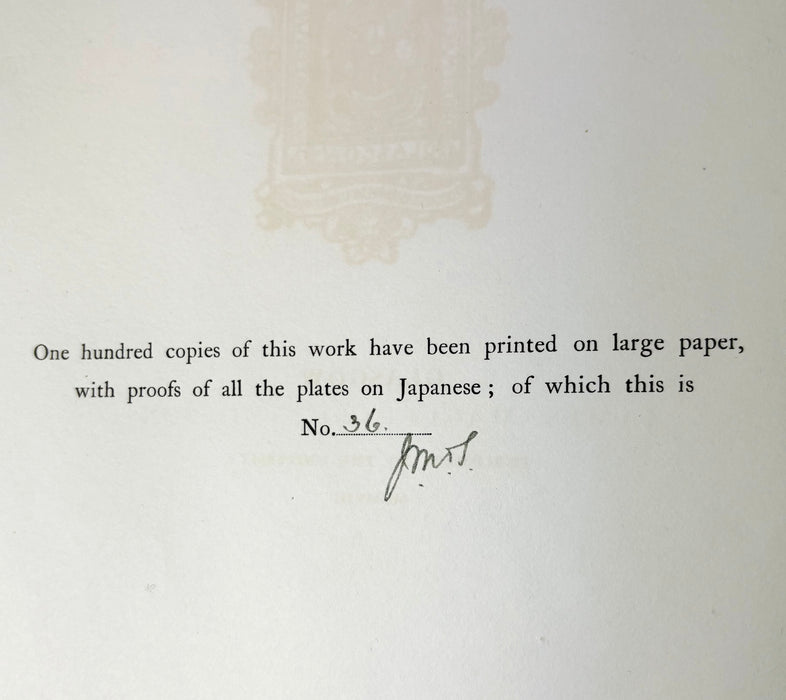 One hundred copies of this work have been printed on large paper,
with proofs of all the plates on Japanese ; of which this is
No. 36.